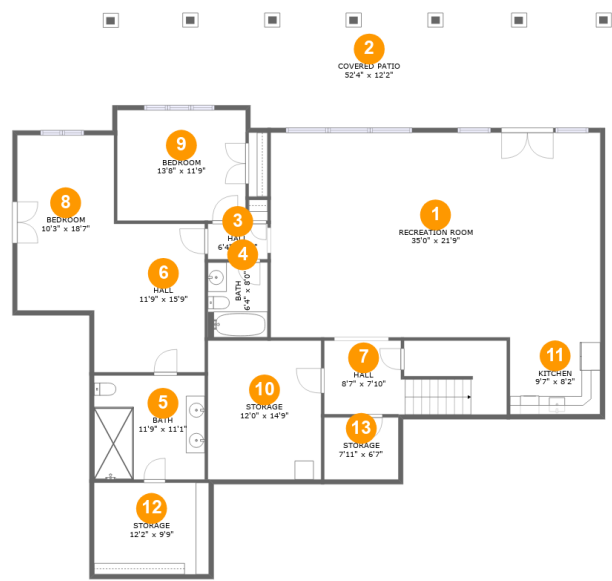 2
COVERED PATIO
52'4" x 12'2"
9
BEDROOM
13'8" x 11'9"
8
BEDROOM
10'3" x 18'7"
3
HALL
1
RECREATION ROOM
35'0" x 21'9"
4
BATH
6'4" x 8'0"
6
HALL
11'9" x 15'9"
7
HALL
8'7" x 7'10"
11
KITCHEN
9'7" x 8'2"
5
BATH
11'9" x 11'1"
10
STORAGE
12'0" x 14'9"
13
STORAGE
7'11" x 6'7"
12
STORAGE
12'2" x 9'9"